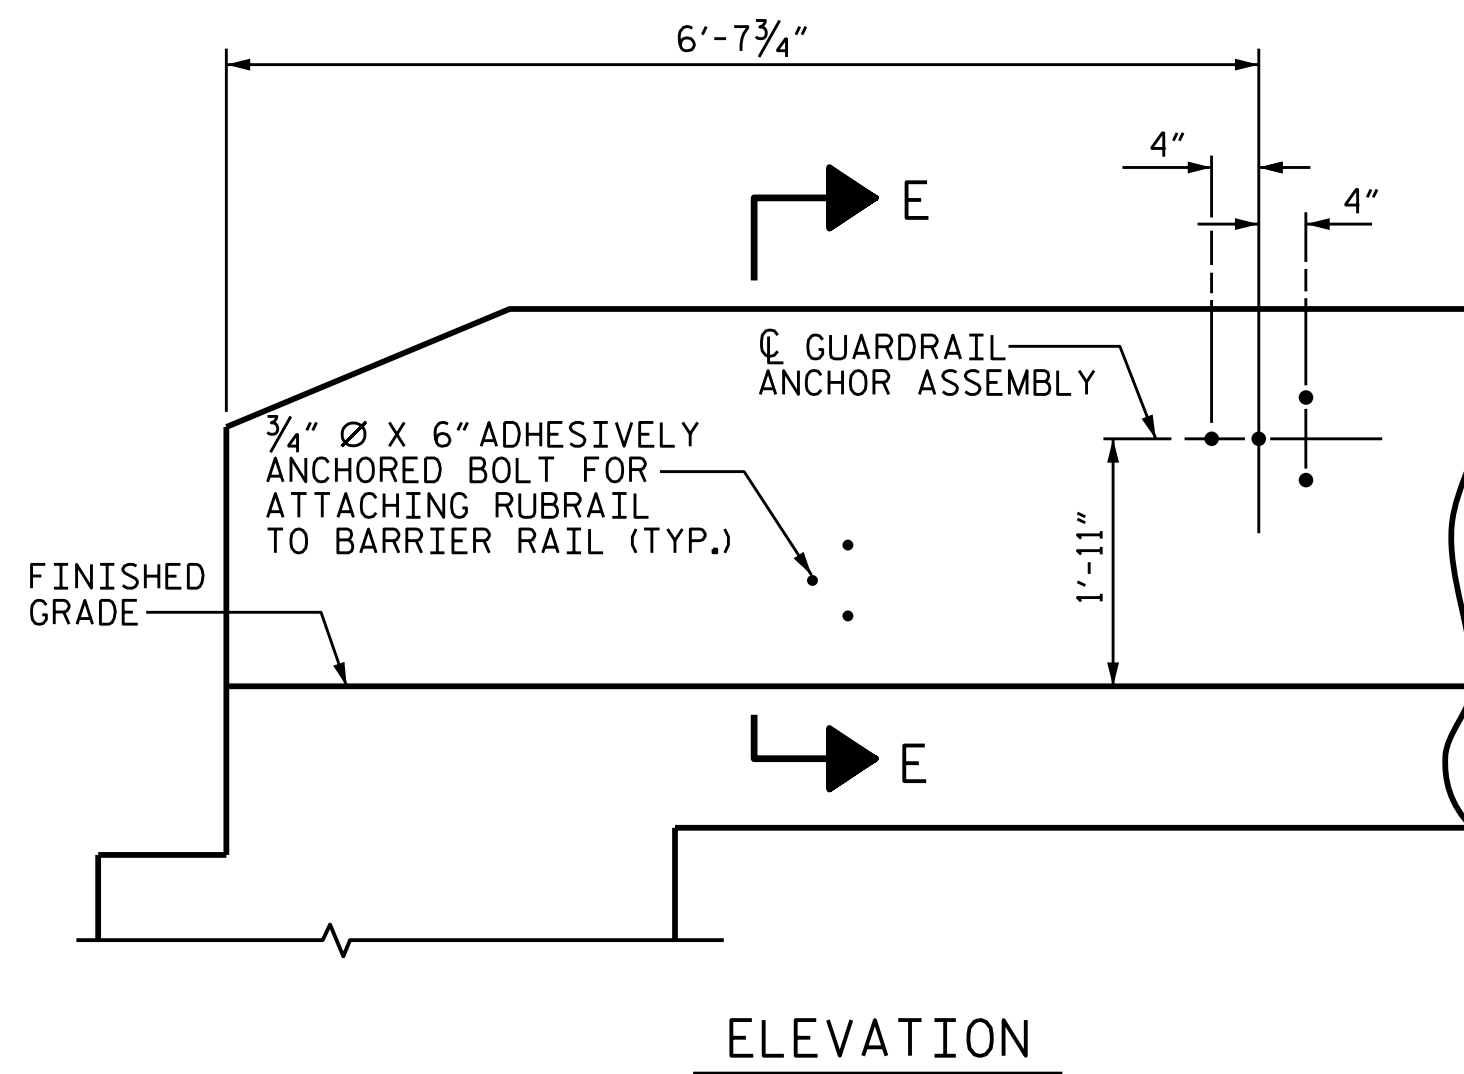 6'-7¾"
4"
E
4"
℄ GUARDRAIL
ANCHOR ASSEMBLY
¾" Ø X 6" ADHESIVELY
ANCHORED BOLT FOR
ATTACHING RUBRAIL
TO BARRIER RAIL (TYP.)
1'-11"
FINISHED
GRADE
E
ELEVATION